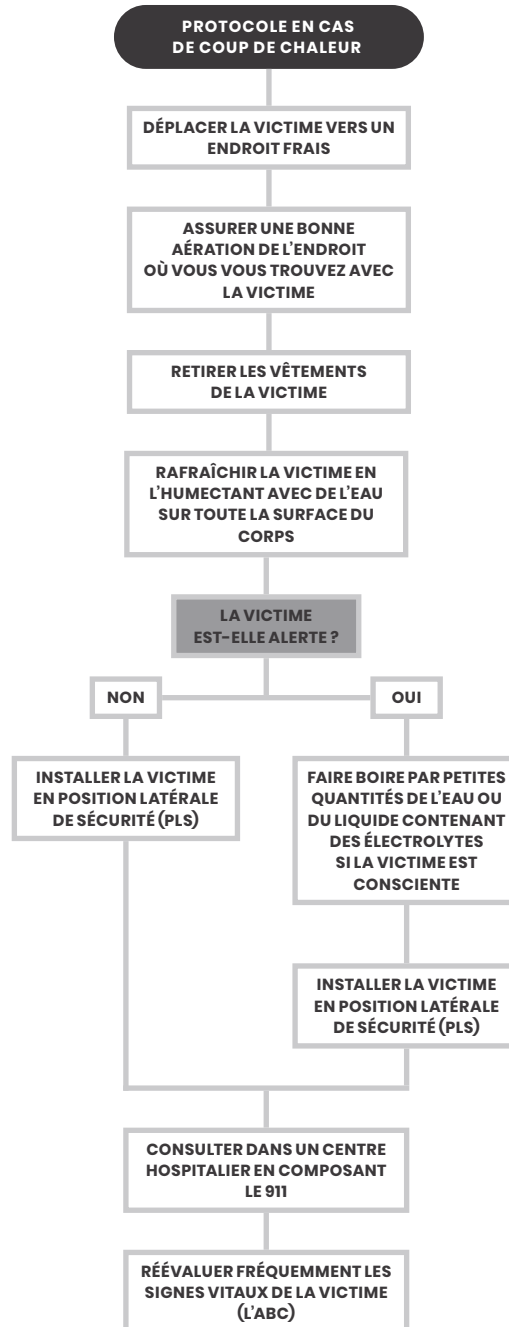 PROTOCOLE EN CAS
DE COUP DE CHALEUR
DÉPLACER LA VICTIME VERS UN
ENDROIT FRAIS
ASSURER UNE BONNE
AÉRATION DE L'ENDROIT
OÙ VOUS VOUS TROUVEZ AVEC
LA VICTIME
RETIRER LES VÊTEMENTS
DE LA VICTIME
RAFRAÎCHIR LA VICTIME EN
L'HUMECTANT AVEC DE L'EAU
SUR TOUTE LA SURFACE DU
CORPS
LA VICTIME
EST-ELLE ALERTE ?
NON
INSTALLER LA VICTIME
EN POSITION LATÉRALE
DE SÉCURITÉ (PLS)
OUI
FAIRE BOIRE PAR PETITES
QUANTITÉS DE L'EAU OU
DU LIQUIDE CONTENANT
DES ÉLECTROLYTES
SI LA VICTIME EST
CONSCIENTE
INSTALLER LA VICTIME
EN POSITION LATÉRALE
DE SÉCURITÉ (PLS)
CONSULTER DANS UN CENTRE
HOSPITALIER EN COMPOSANT
LE 911
RÉÉVALUER FRÉQUEMMENT LES
SIGNES VITAUX DE LA VICTIME
(L'ABC)